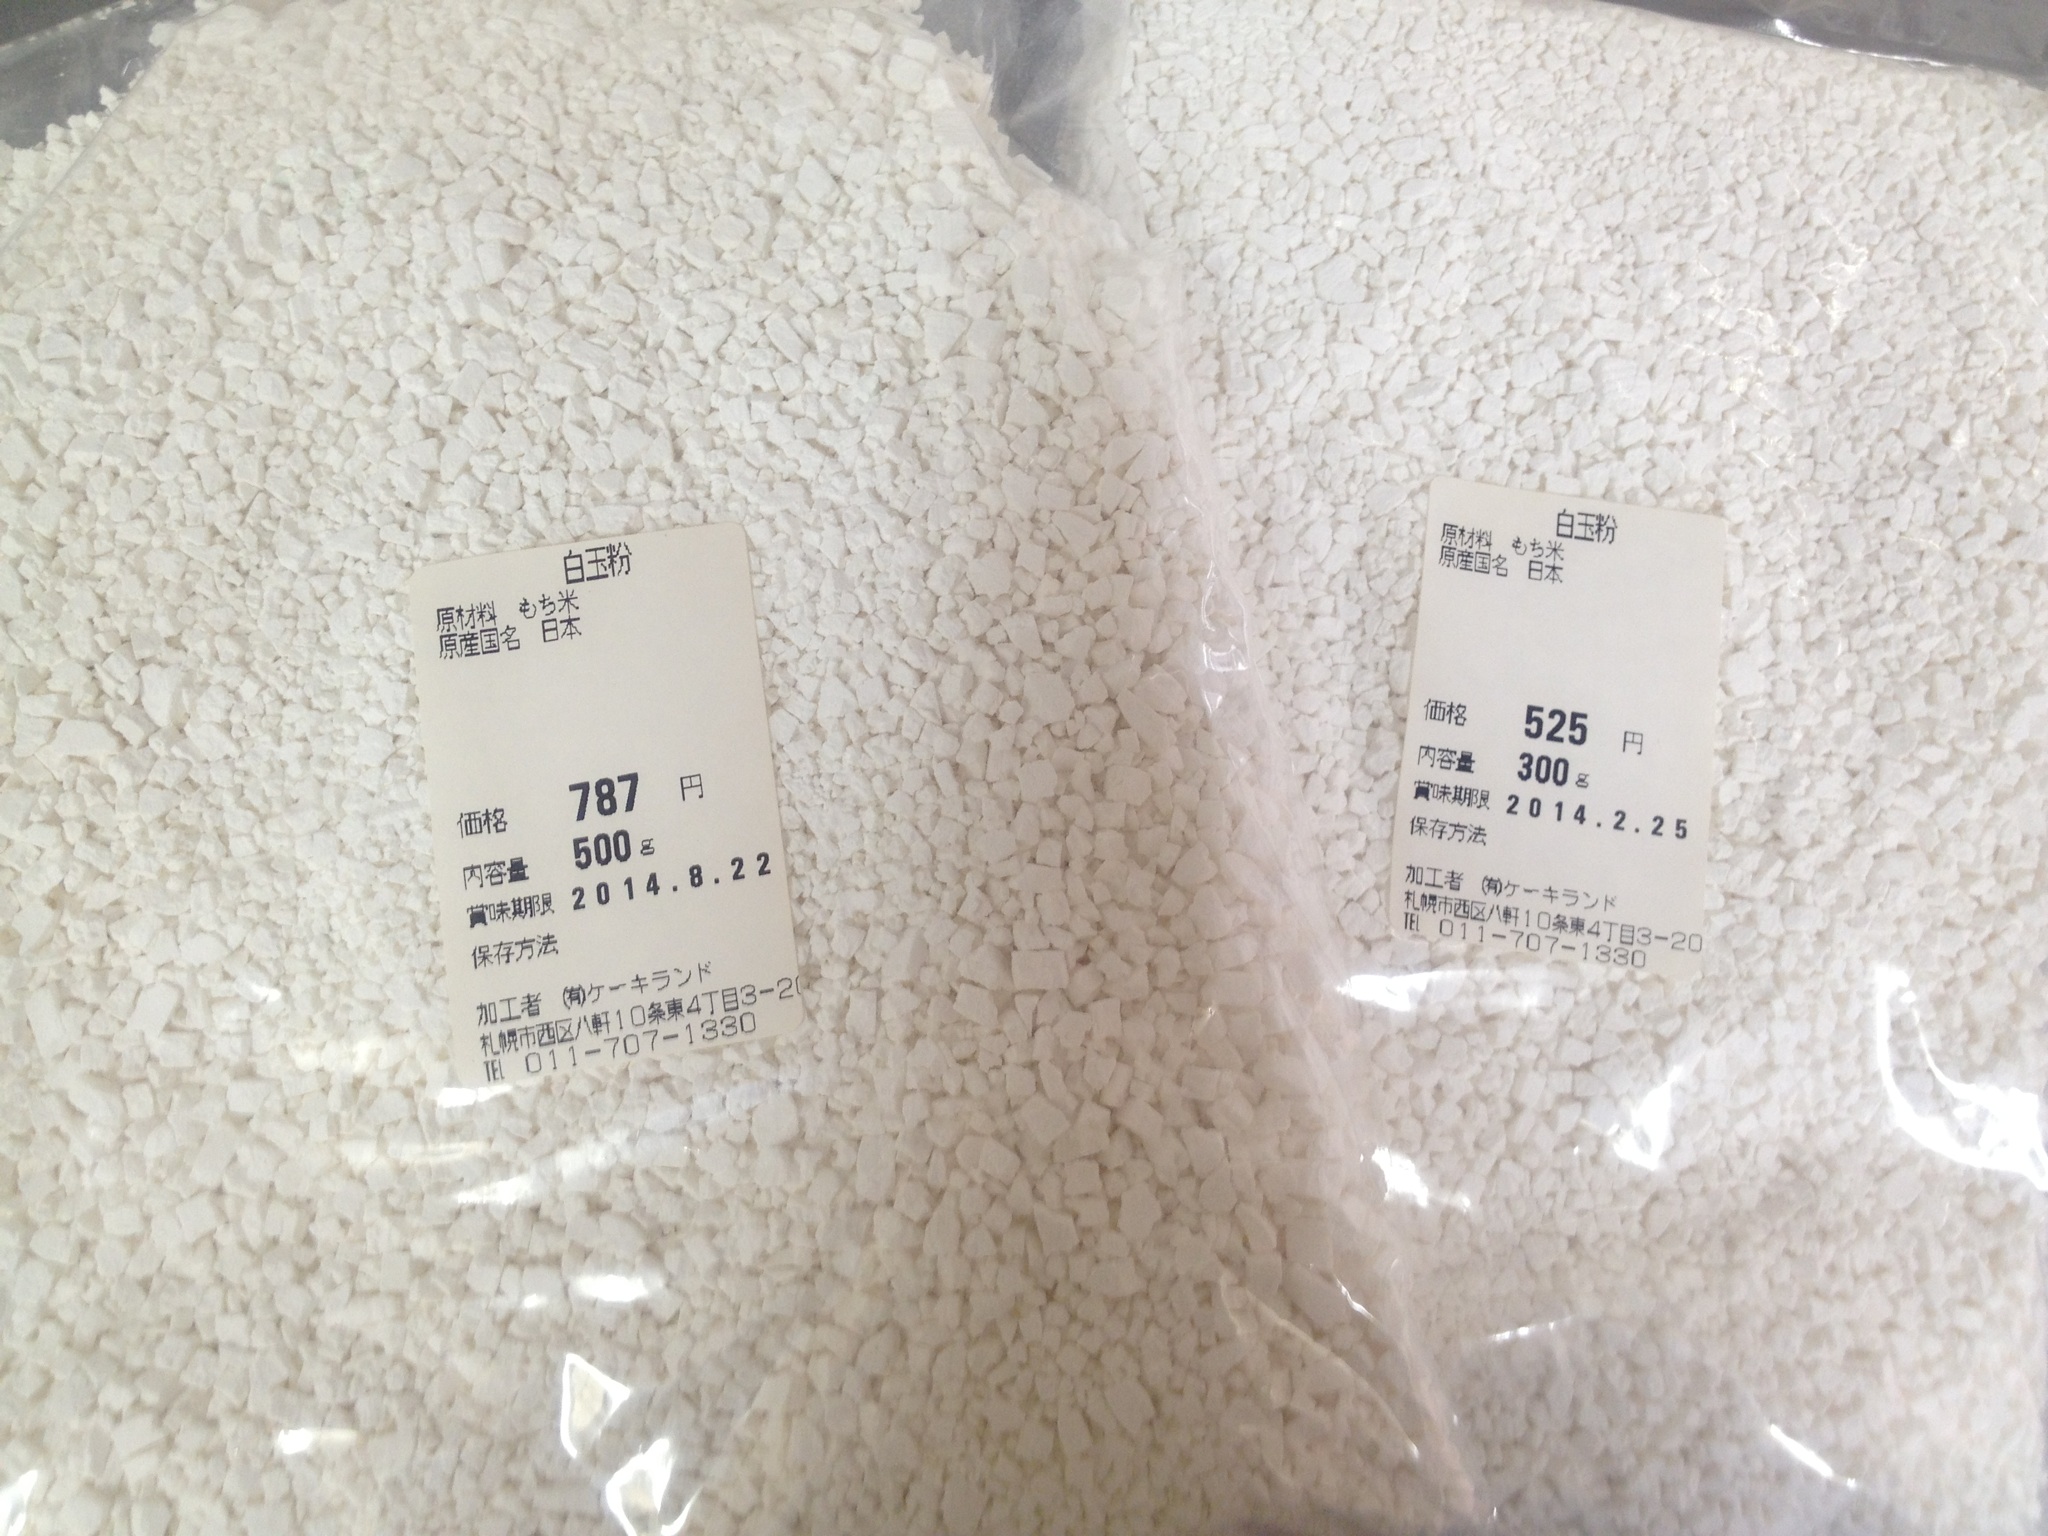 白玉粉
原材料 もち米
原産国名 日本
価格 787 円
内容量 500g
賞味期限 2014.8.22
保存方法
加工者 ㈲ケーキランド
札幌市西区八軒10条東4丁目3-20
TEL 011-707-1330
白玉粉
原材料 もち米
原産国名 日本
価格 525 円
内容量 300g
賞味期限 2014.2.25
保存方法
加工者 ㈲ケーキランド
札幌市西区八軒10条東4丁目3-20
TEL 011-707-1330